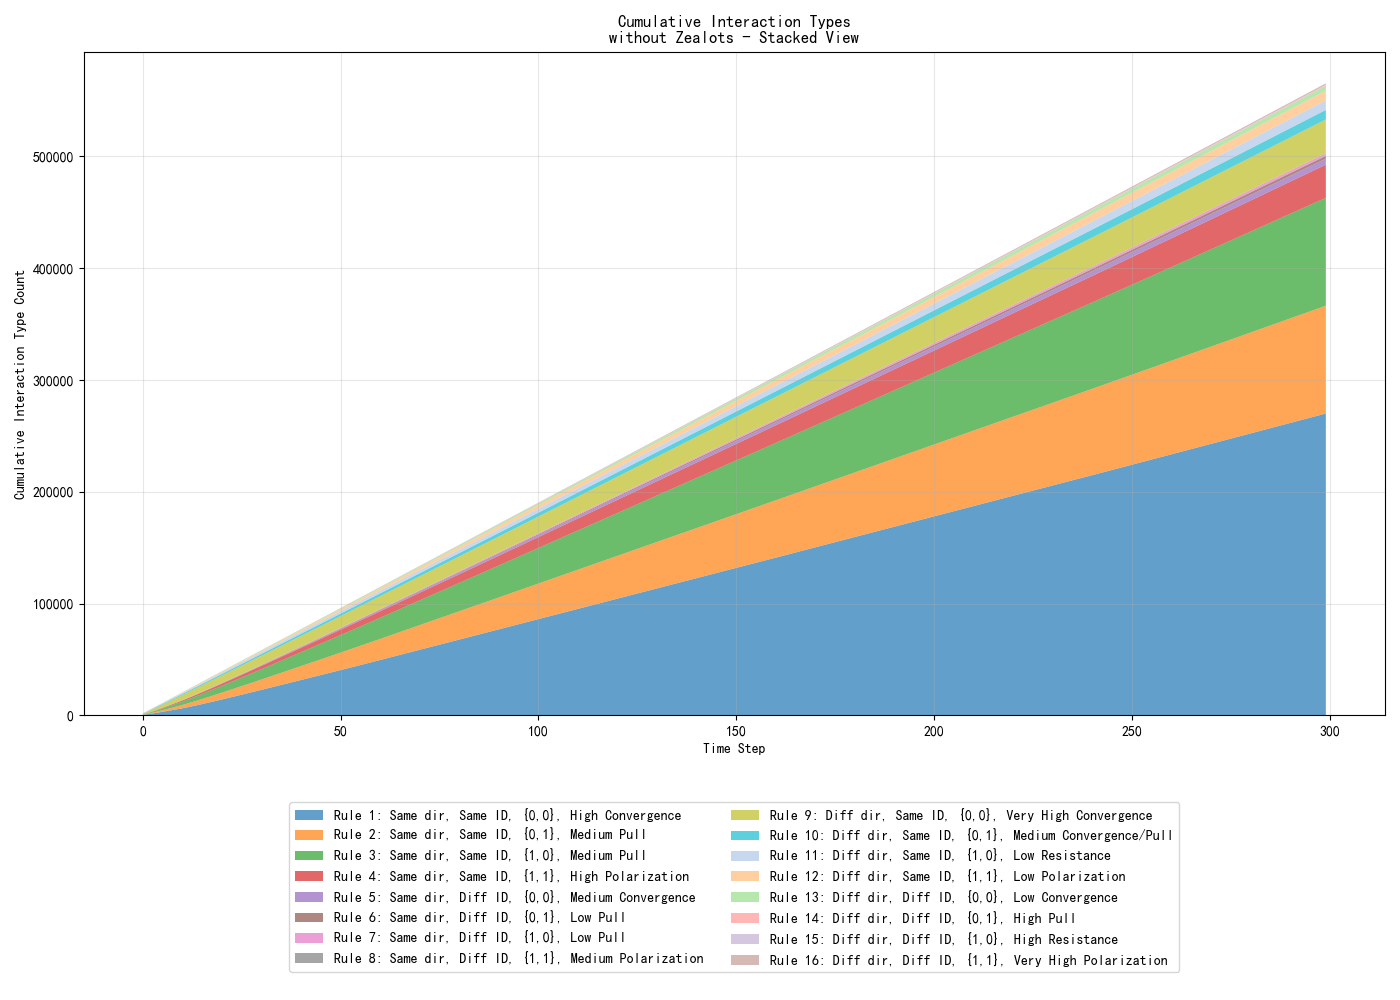 Cumulative Interaction Types
without Zealots - Stacked View
Cumulative Interaction Type Count
500000
400000
300000
200000
100000
0
0 50 100 150 200 250 300
Time Step
Rule 1: Same dir, Same ID, {0,0}, High Convergence
Rule 2: Same dir, Same ID, {0,1}, Medium Pull
Rule 3: Same dir, Same ID, {1,0}, Medium Pull
Rule 4: Same dir, Same ID, {1,1}, High Polarization
Rule 5: Same dir, Diff ID, {0,0}, Medium Convergence
Rule 6: Same dir, Diff ID, {0,1}, Low Pull
Rule 7: Same dir, Diff ID, {1,0}, Low Pull
Rule 8: Same dir, Diff ID, {1,1}, Medium Polarization
Rule 9: Diff dir, Same ID, {0,0}, Very High Convergence
Rule 10: Diff dir, Same ID, {0,1}, Medium Convergence/Pull
Rule 11: Diff dir, Same ID, {1,0}, Low Resistance
Rule 12: Diff dir, Same ID, {1,1}, Low Polarization
Rule 13: Diff dir, Diff ID, {0,0}, Low Convergence
Rule 14: Diff dir, Diff ID, {0,1}, High Pull
Rule 15: Diff dir, Diff ID, {1,0}, High Resistance
Rule 16: Diff dir, Diff ID, {1,1}, Very High Polarization